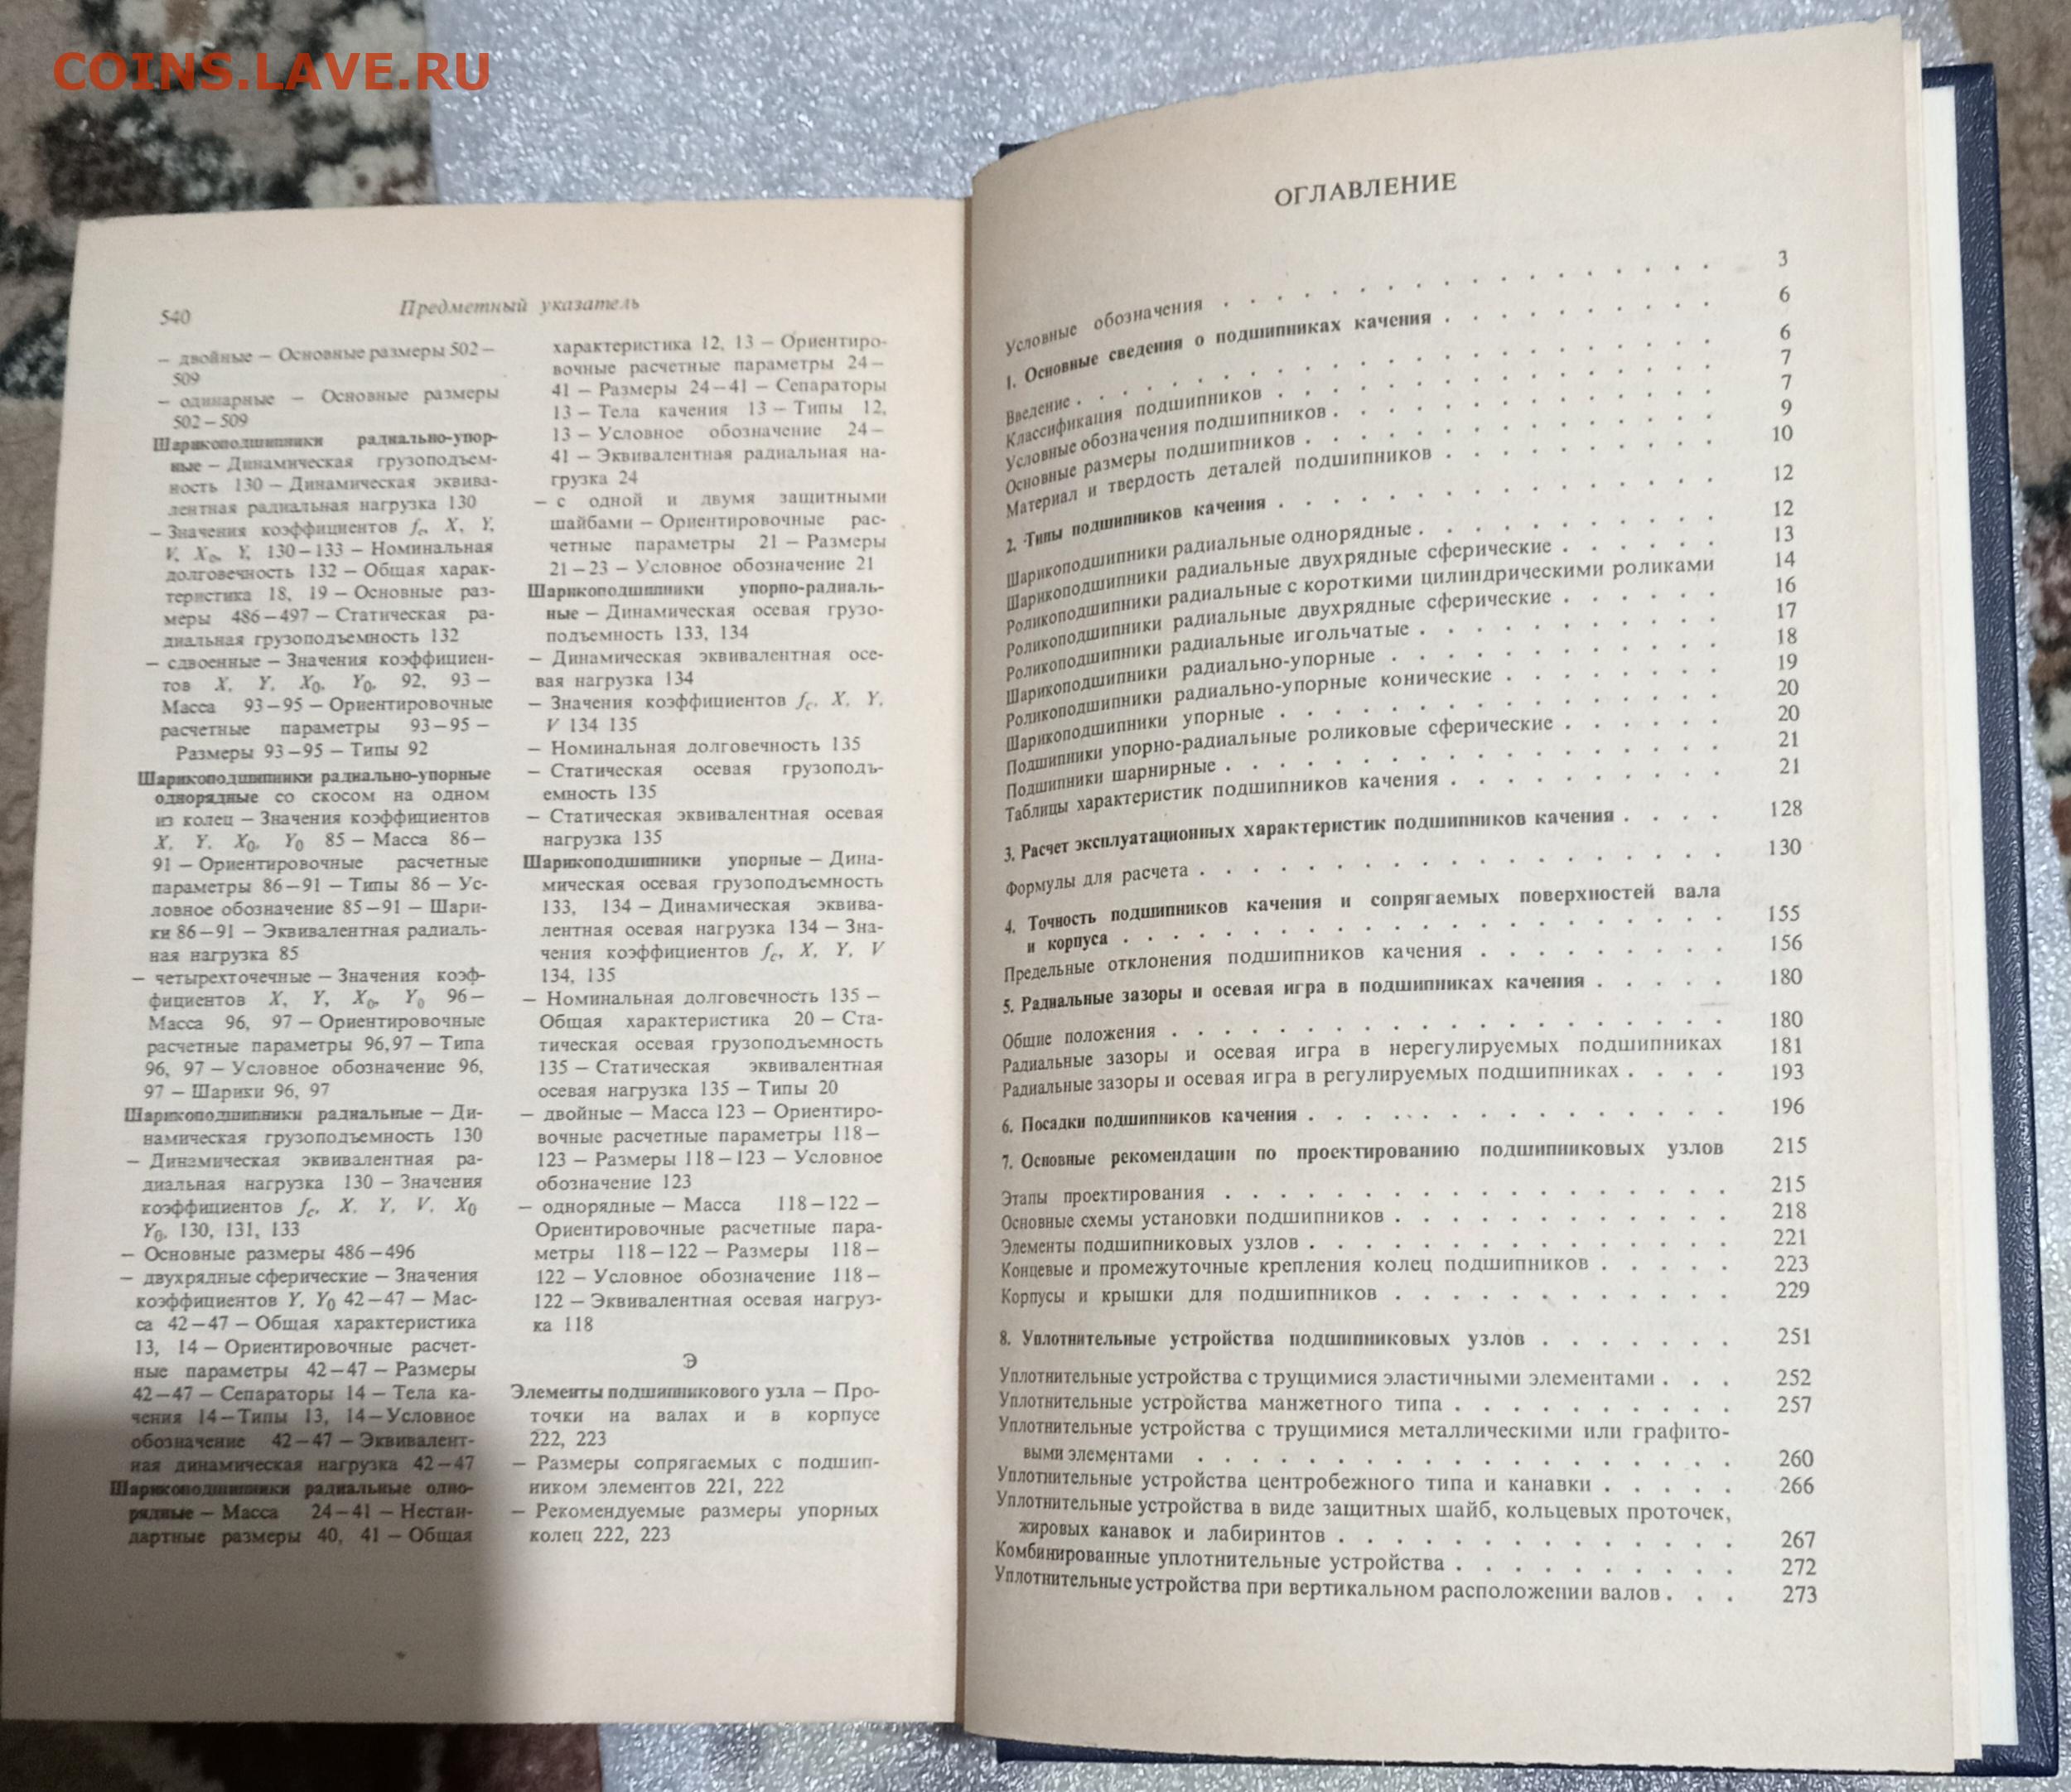 COINS.LAVE.RU
540
Предметный указатель
— двойные — Основные размеры 502—
509
— одинарные — Основные размеры
502—509
Шарикоподшипники радиально-упор-
ные — Динамическая грузоподъем-
ность 130 — Динамическая эквива-
лентная радиальная нагрузка 130
— Значения коэффициентов fc, X, Y,
V, X0, Y, 130—133 — Номинальная
долговечность 132 — Общая харак-
теристика 18, 19 — Основные раз-
меры 486—497 — Статическая ра-
диальная грузоподъемность 132
— сдвоенные — Значения коэффициен-
тов X, Y, X0, Y0, 92, 93 —
Масса 93—95 — Ориентировочные
расчетные параметры 93—95 —
Размеры 93—95 — Типы 92
Шарикоподшипники радиально-упорные
однорядные со скосом на одном
из колец — Значения коэффициентов
X, Y, X0, Y0 85 — Масса 86—
91 — Ориентировочные расчетные
параметры 86—91 — Типы 86 — Ус-
ловное обозначение 85—91 — Шари-
ки 86—91 — Эквивалентная радиаль-
ная нагрузка 85
— четырехточечные — Значения коэф-
фициентов X, Y, X0, Y0 96—
Масса 96, 97 — Ориентировочные
расчетные параметры 96,97 — Типа
96, 97 — Условное обозначение 96,
97 — Шарики 96, 97
Шарикоподшипники радиальные — Ди-
намическая грузоподъемность 130
— Динамическая эквивалентная ра-
диальная нагрузка 130 — Значения
коэффициентов fc, X, Y, V, X0
Y0, 130, 131, 133
— Основные размеры 486—496
— двухрядные сферические — Значения
коэффициентов Y, Y0 42—47 — Мас-
са 42—47 — Общая характеристика
13, 14 — Ориентировочные расчет-
ные параметры 42—47 — Размеры
42—47 — Сепараторы 14 — Тела ка-
чения 14—Типы 13, 14—Условное
обозначение 42—47 — Эквивалент-
ная динамическая нагрузка 42—47
Шарикоподшипники радиальные одно-
рядные — Масса 24—41 — Нестан-
дартные размеры 40, 41 — Общая
характеристика 12, 13 — Ориентиро-
вочные расчетные параметры 24—
41 — Размеры 24—41 — Сепараторы
13 — Тела качения 13 — Типы 12,
13 — Условное обозначение 24—
41 — Эквивалентная радиальная на-
грузка 24
— с одной и двумя защитными
шайбами — Ориентировочные рас-
четные параметры 21 — Размеры
21—23 — Условное обозначение 21
Шарикоподшипники упорно-радиаль-
ные — Динамическая осевая грузо-
подъемность 133, 134
— Динамическая эквивалентная осе-
вая нагрузка 134
— Значения коэффициентов fc, X, Y,
V 134 135
— Номинальная долговечность 135
— Статическая осевая грузоподъ-
емность 135
— Статическая эквивалентная осевая
нагрузка 135
Шарикоподшипники упорные — Дина-
мическая осевая грузоподъемность
133, 134 — Динамическая эквива-
лентная осевая нагрузка 134 — Зна-
чения коэффициентов fc, X, Y, V
134, 135
— Номинальная долговечность 135 —
Общая характеристика 20 — Ста-
тическая осевая грузоподъемность
135 — Статическая эквивалентная
осевая нагрузка 135 — Типы 20
— двойные — Масса 123 — Ориентиро-
вочные расчетные параметры 118—
123 — Размеры 118—123 — Условное
обозначение 123
— однорядные — Масса 118—122 —
Ориентировочные расчетные пара-
метры 118—122 — Размеры 118—
122 — Условное обозначение 118—
122 — Эквивалентная осевая нагруз-
ка 118
Э
Элементы подшипникового узла — Про-
точки на валах и в корпусе
222, 223
— Размеры сопрягаемых с подшип-
ником элементов 221, 222
— Рекомендуемые размеры упорных
колец 222, 223
ОГЛАВЛЕНИЕ
Условные обозначения . . . 3
1. Основные сведения о подшипниках качения . . . 6
Введение . . . 6
Классификация подшипников . . . 7
Условные обозначения подшипников . . . 7
Основные размеры подшипников . . . 9
Материал и твердость деталей подшипников . . . 10
2. Типы подшипников качения . . . 12
Шарикоподшипники радиальные однорядные . . . 12
Шарикоподшипники радиальные двухрядные сферические . . . 13
Роликоподшипники радиальные с короткими цилиндрическими роликами 14
Роликоподшипники радиальные двухрядные сферические . . . 16
Роликоподшипники радиальные игольчатые . . . 17
Шарикоподшипники радиально-упорные . . . 18
Роликоподшипники радиально-упорные конические . . . 19
Шарикоподшипники упорные . . . 20
Подшипники упорно-радиальные роликовые сферические . . . 20
Подшипники шарнирные . . . 21
Таблицы характеристик подшипников качения . . . 21
3. Расчет эксплуатационных характеристик подшипников качения . . . 128
Формулы для расчета . . . 130
4. Точность подшипников качения и сопрягаемых поверхностей вала
и корпуса . . . 155
Предельные отклонения подшипников качения . . . 156
5. Радиальные зазоры и осевая игра в подшипниках качения . . . 180
Общие положения . . . 180
Радиальные зазоры и осевая игра в нерегулируемых подшипниках 181
Радиальные зазоры и осевая игра в регулируемых подшипниках . . . 193
6. Посадки подшипников качения . . . 196
7. Основные рекомендации по проектированию подшипниковых узлов 215
Этапы проектирования . . . 215
Основные схемы установки подшипников . . . 218
Элементы подшипниковых узлов . . . 221
Концевые и промежуточные крепления колец подшипников . . . 223
Корпусы и крышки для подшипников . . . 229
8. Уплотнительные устройства подшипниковых узлов . . . 251
Уплотнительные устройства с трущимися эластичными элементами . . . 252
Уплотнительные устройства манжетного типа . . . 257
Уплотнительные устройства с трущимися металлическими или графито-
выми элементами . . . 260
Уплотнительные устройства центробежного типа и канавки . . . 266
Уплотнительные устройства в виде защитных шайб, кольцевых проточек,
жировых канавок и лабиринтов . . . 267
Комбинированные уплотнительные устройства . . . 272
Уплотнительные устройства при вертикальном расположении валов . . . 273